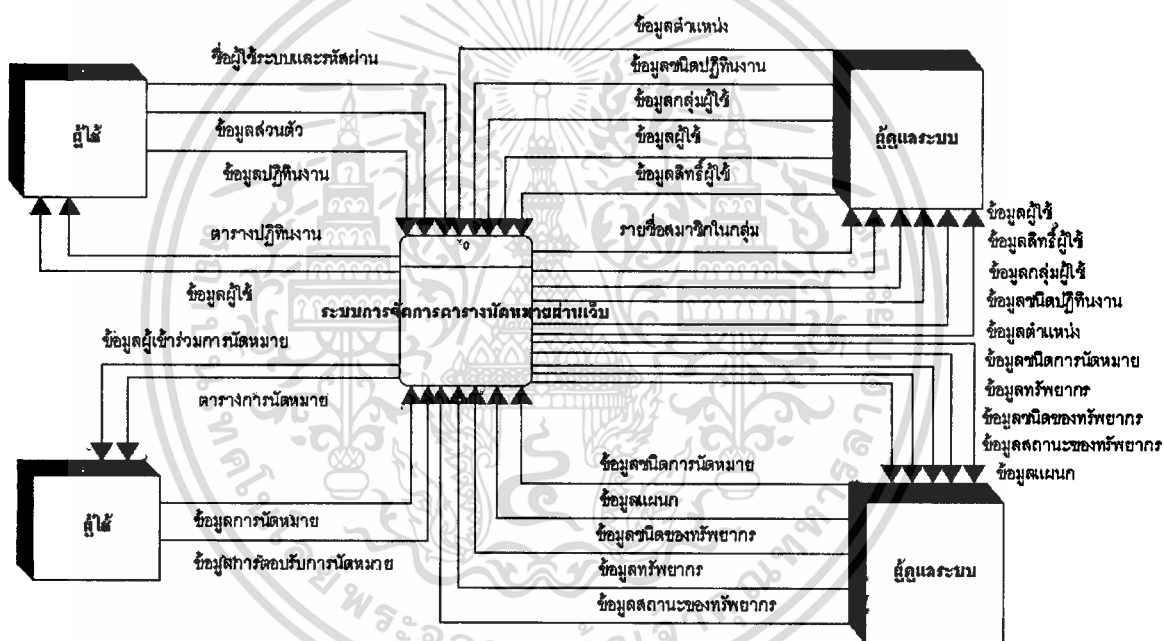 ข้อมูลตำแหน่ง
ชื่อผู้ใช้ระบบและรหัสผ่าน
ข้อมูลชนิดปฏิทินงาน
ข้อมูลกลุ่มผู้ใช้
ผู้ใช้
ข้อมูลส่วนตัว
ข้อมูลผู้ใช้
ผู้ดูแลระบบ
ข้อมูลปฏิทินงาน
ข้อมูลสิทธิ์ผู้ใช้
ตารางปฏิทินงาน
รายชื่อสมาชิกในกลุ่ม
ข้อมูลผู้ใช้
ข้อมูลสิทธิ์ผู้ใช้
ข้อมูลกลุ่มผู้ใช้
ข้อมูลชนิดปฏิทินงาน
ข้อมูลตำแหน่ง
ข้อมูลชนิดการนัดหมาย
ข้อมูลทรัพยากร
ข้อมูลชนิดของทรัพยากร
ข้อมูลสถานะของทรัพยากร
ข้อมูลแผนก
0
ข้อมูลผู้ใช้
ระบบการจัดการตารางนัดหมายผ่านเว็บ
ข้อมูลผู้เข้าร่วมการนัดหมาย
ตารางการนัดหมาย
ผู้ใช้
ข้อมูลการนัดหมาย
ข้อมูลการตอบรับการนัดหมาย
ข้อมูลชนิดการนัดหมาย
ข้อมูลแผนก
ข้อมูลชนิดของทรัพยากร
ข้อมูลทรัพยากร
ข้อมูลสถานะของทรัพยากร
ผู้ดูแลระบบ